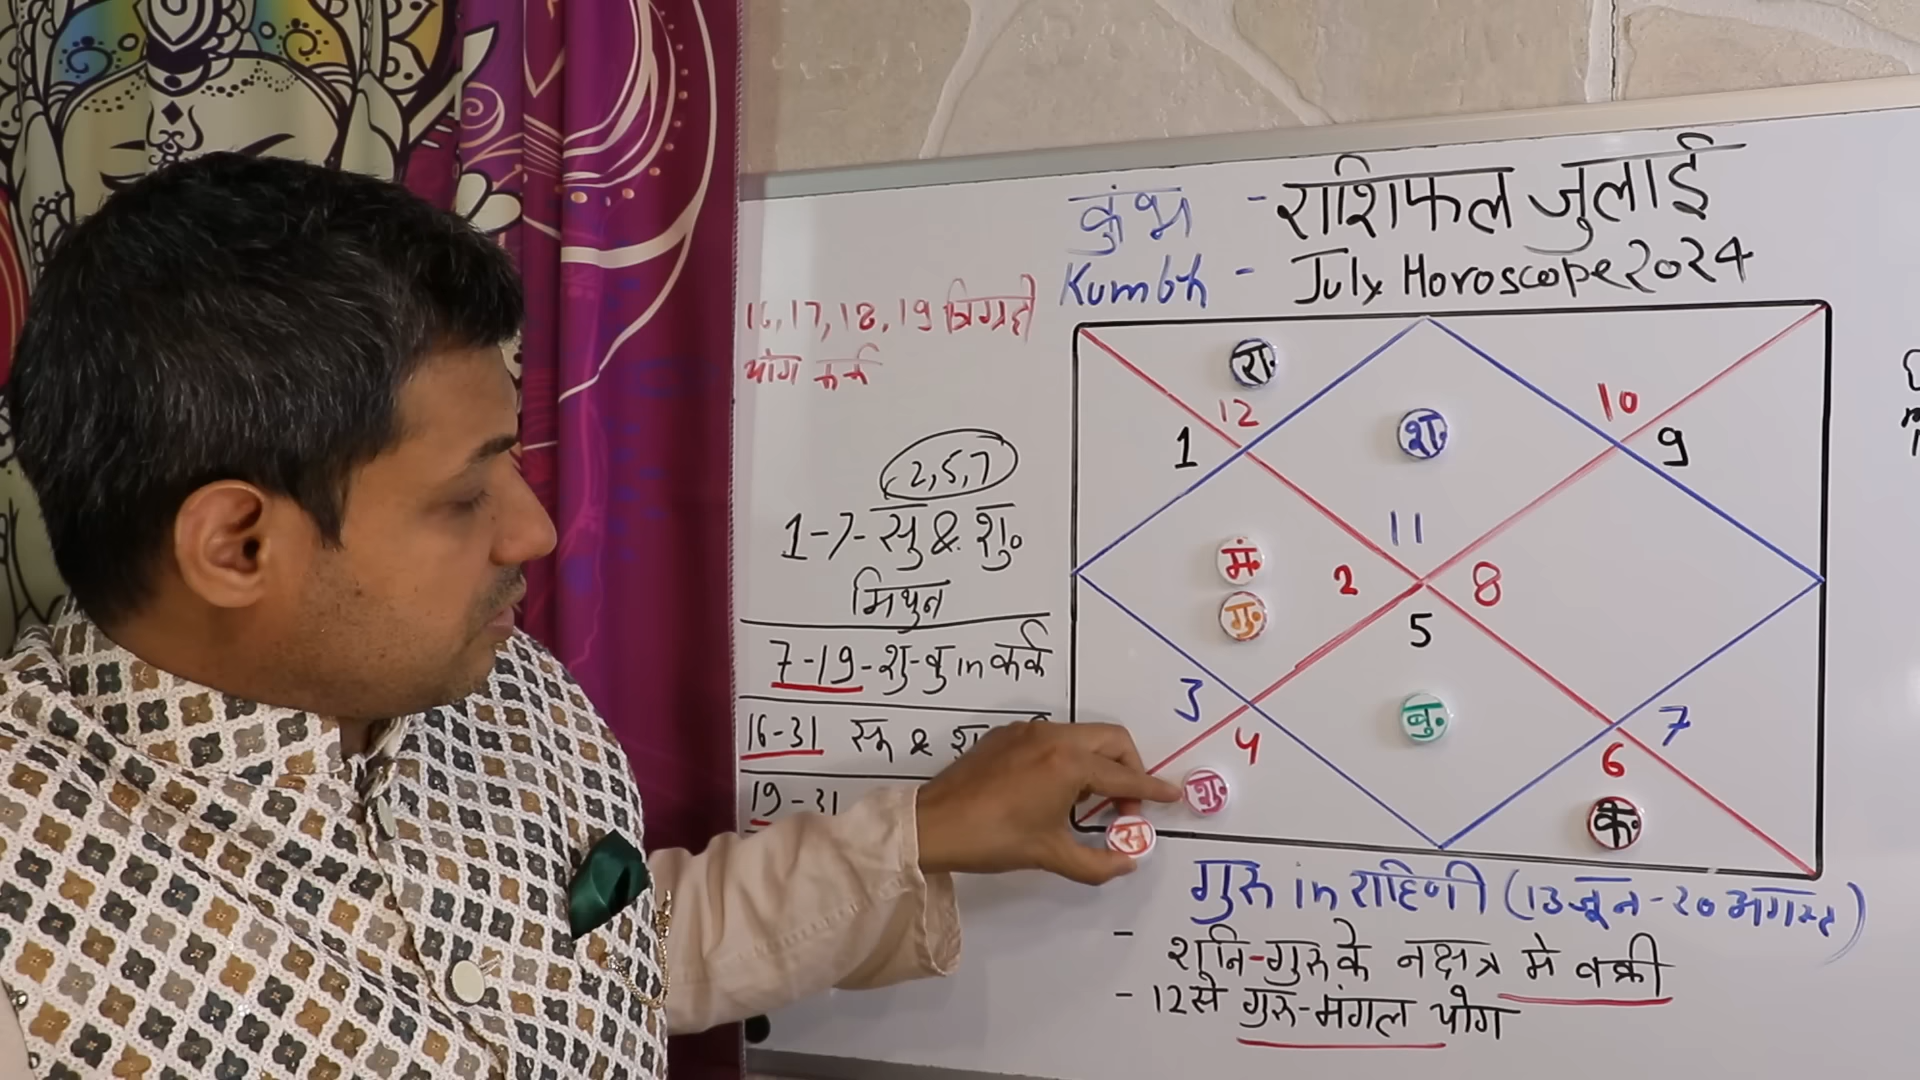 कुंभ - राशिफल जुलाई
Kumbh - July Horoscope 2024
16,17,18,19 त्रिग्रही
योग कर्क
2,5,7
1-7-सु & शु॰
मिथुन
7-19-शु-बु in कर्क
16-31 सू &
19-31
रा॰
12
1
श॰
10
9
11
मं॰
गु॰
2
8
5
3
4
बु॰
7
6
शु॰
सू
के॰
गुरु in राहिणी (13 जून - 20 अगस्त)
- शनि-गुरु के नक्षत्र मे वक्री
- 12 से गुरु-मंगल योग